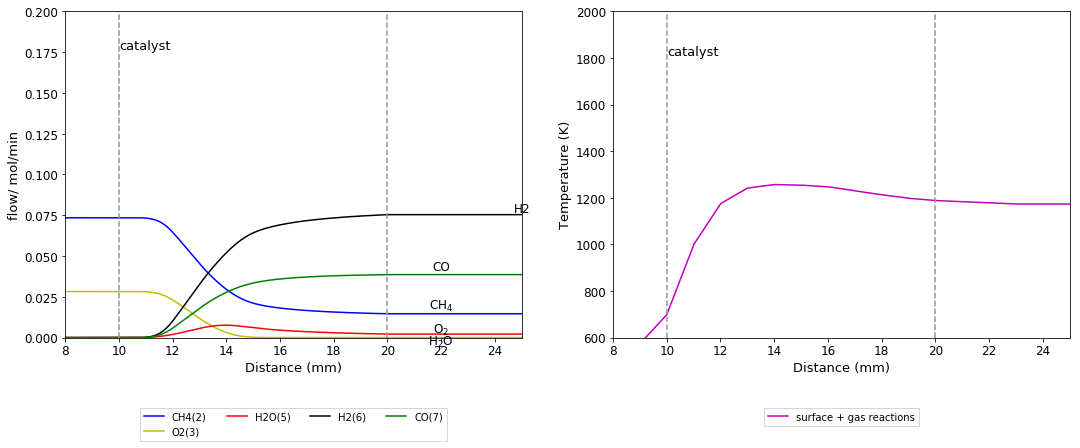 0.200
0.175
0.150
0.125
0.100
0.075
0.050
0.025
0.000
flow/ mol/min
catalyst
H2
CO
CH₄
O₂
H₂O
8 10 12 14 16 18 20 22 24
Distance (mm)
CH4(2) H2O(5) H2(6) CO(7)
O2(3)
2000
1800
1600
1400
1200
1000
800
600
Temperature (K)
catalyst
8 10 12 14 16 18 20 22 24
Distance (mm)
surface + gas reactions